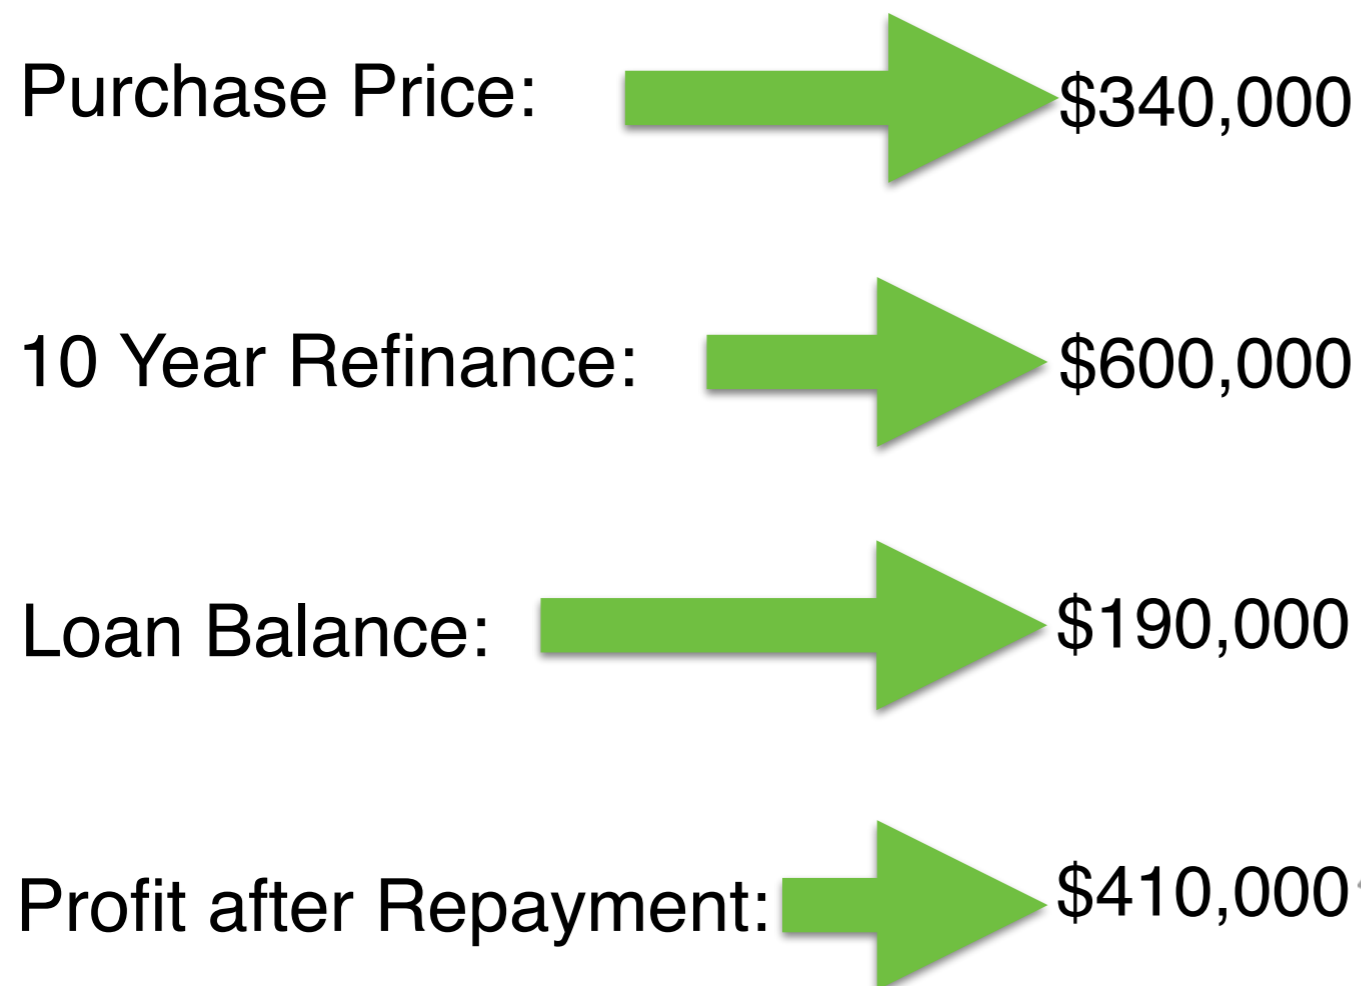 Purchase Price: $340,000
10 Year Refinance: $600,000
Loan Balance: $190,000
Profit after Repayment: $410,000